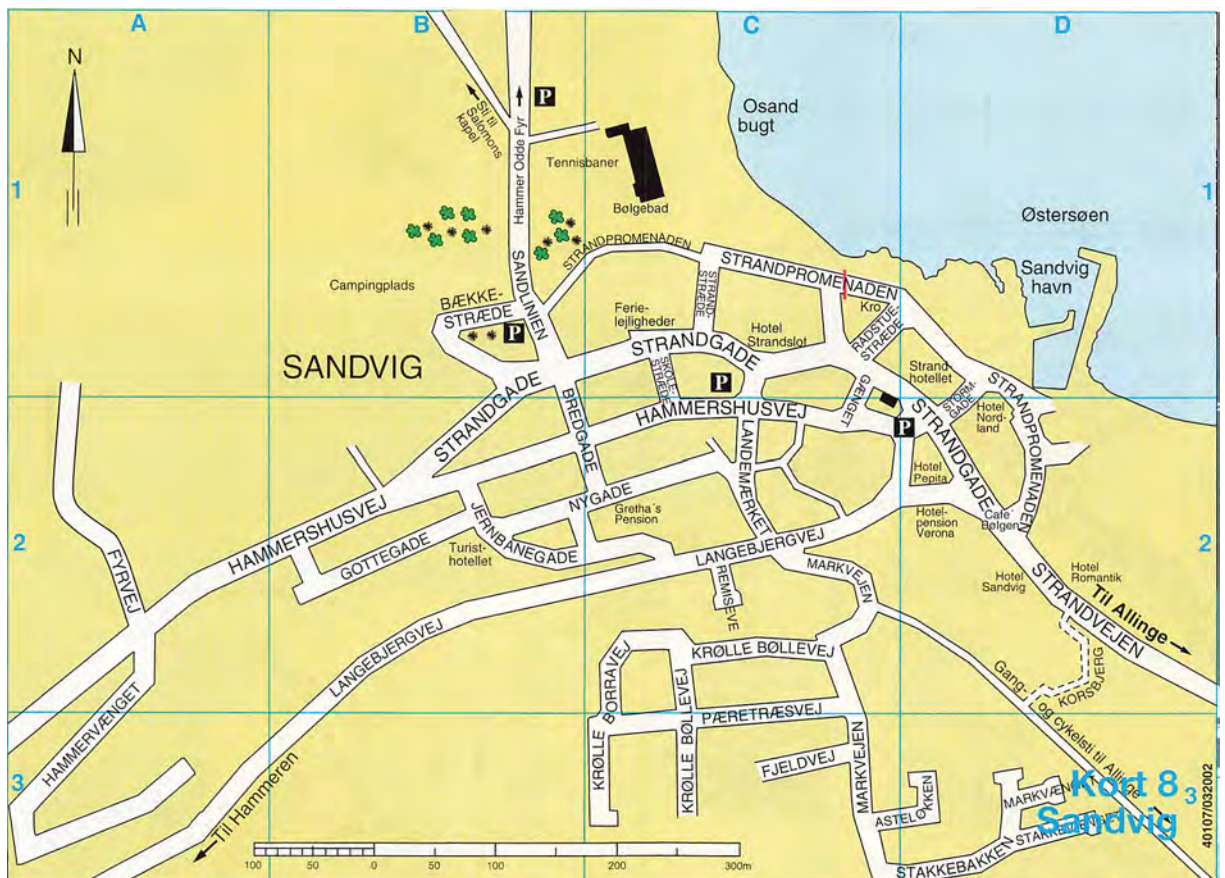 A
B
C
D
N
1
1
2
2
3
3
P
Sti til
Salomons
kapel
Hammer Odde Fyr
Tennisbaner
Bølgebad
Osand
bugt
Østersøen
Sandvig
havn
STRANDPROMENADEN
STRANDPROMENADEN
SANDLINIEN
Campingplads
BÆKKE-
STRÆDE
P
Ferie-
lejligheder
STRAND-
STRÆDE
Hotel
Strandslot
Kro
RADSTUE-
STRÆDE
SANDVIG
STRANDGADE
SKOLE-
STRÆDE
P
GÆNGET
Strand
hotellet
STORM-
GADE
Hotel
Nord-
land
STRANDPROMENADEN
STRANDGADE
BREDGADE
HAMMERSHUSVEJ
LANDEMÆRKET
P
STRANDGADE
Hotel
Pepita
Hotel-
pension
Verona
Cafe
Bølgen
HAMMERSHUSVEJ
GOTTEGADE
NYGADE
JERNBANEGADE
Gretha´s
Pension
Turist-
hotellet
FYRVEJ
LANGEBJERGVEJ
LANGEBJERGVEJ
REMISEVE
MARKVEJEN
Hotel
Sandvig
Hotel
Romantik
STRANDVEJEN
Til Allinge
KORSBJERG
Gang-
og cykelsti til Allinge
HAMMERVÆNGET
KRØLLE BORRAVEJ
KRØLLE BØLLEVEJ
KRØLLE BØLLEVEJ
PÆRETRÆSVEJ
FJELDVEJ
MARKVEJEN
ASTELØKKEN
MARKVÆNGET
STAKKEVÆNGET
STAKKEBAKKEN
Til Hammeren
Kort 8
Sandvig
100
50
0
100
200
300m
40107/032002